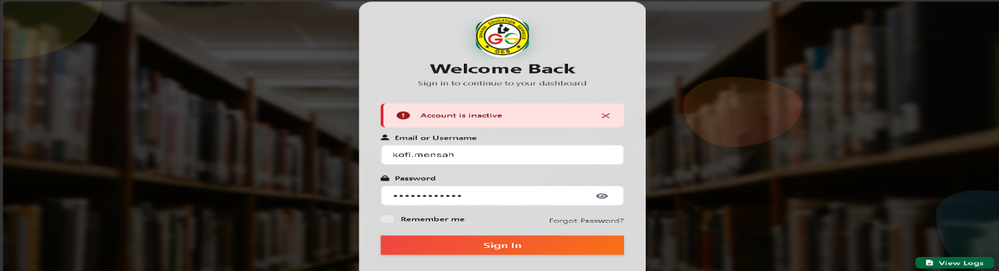 GHANA EDUCATION SERVICE
GES
Welcome Back
Sign in to continue to your dashboard
Account is inactive
Email or Username
kofi.mensah
Password
••••••••••••
Remember me
Forgot Password?
Sign In
View Logs